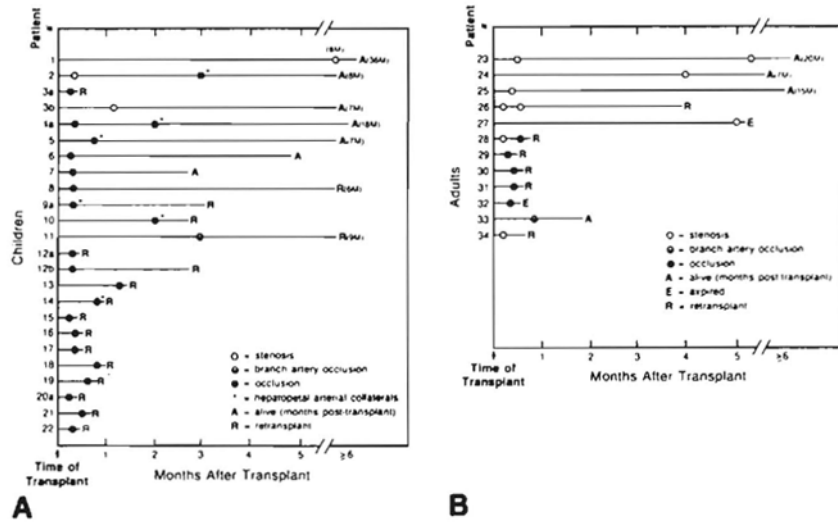 Patient
#
(8M)
1 A(36M)
2 * A(8M)
3a R
3b A(7M)
* A(18M)
5 * A(7M)
6 A
7 A
8 R(6M)
9a * R
10 * R
11 R(9M)
12a R
12b R
13 R
14 * R
15 R
16 R
17 R
18 R
19 R
20a R
21 R
22 R
Children
○ = stenosis
= branch artery occlusion
● = occlusion
* = hepatopetal arterial collaterals
A = alive (months post-transplant)
R = retransplant
1 2 3 4 5 ≥6
Time of
Transplant
Months After Transplant
A
Patient
23 A(20M)
24 A(7M)
25 A(15M)
26 R
27 E
28 R
29 R
30 R
31 R
32 E
33 A
34 R
Adults
○ = stenosis
= branch artery occlusion
● = occlusion
A = alive (months post-transplant)
E = expired
R = retransplant
1 2 3 4 5 ≥6
Time of
Transplant
Months After Transplant
B